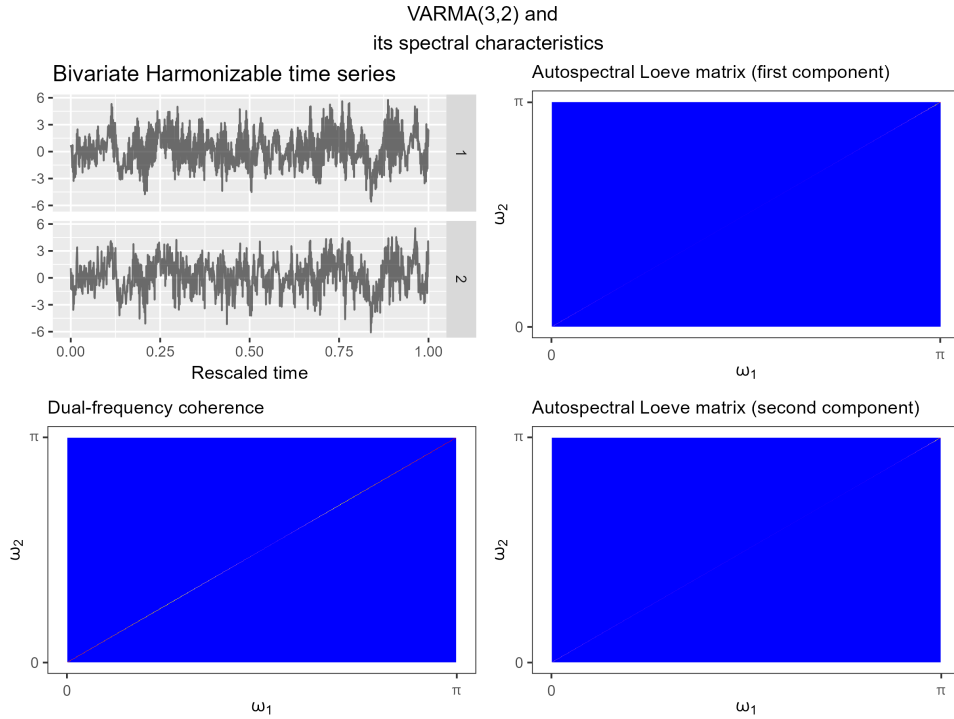 VARMA(3,2) and
its spectral characteristics
Bivariate Harmonizable time series
6
3
0
-3
-6
1
6
3
0
-3
-6
2
0.00 0.25 0.50 0.75 1.00
Rescaled time
Autospectral Loeve matrix (first component)
π
ω₂
0
0 π
ω₁
Dual-frequency coherence
π
ω₂
0
0 π
ω₁
Autospectral Loeve matrix (second component)
π
ω₂
0
0 π
ω₁